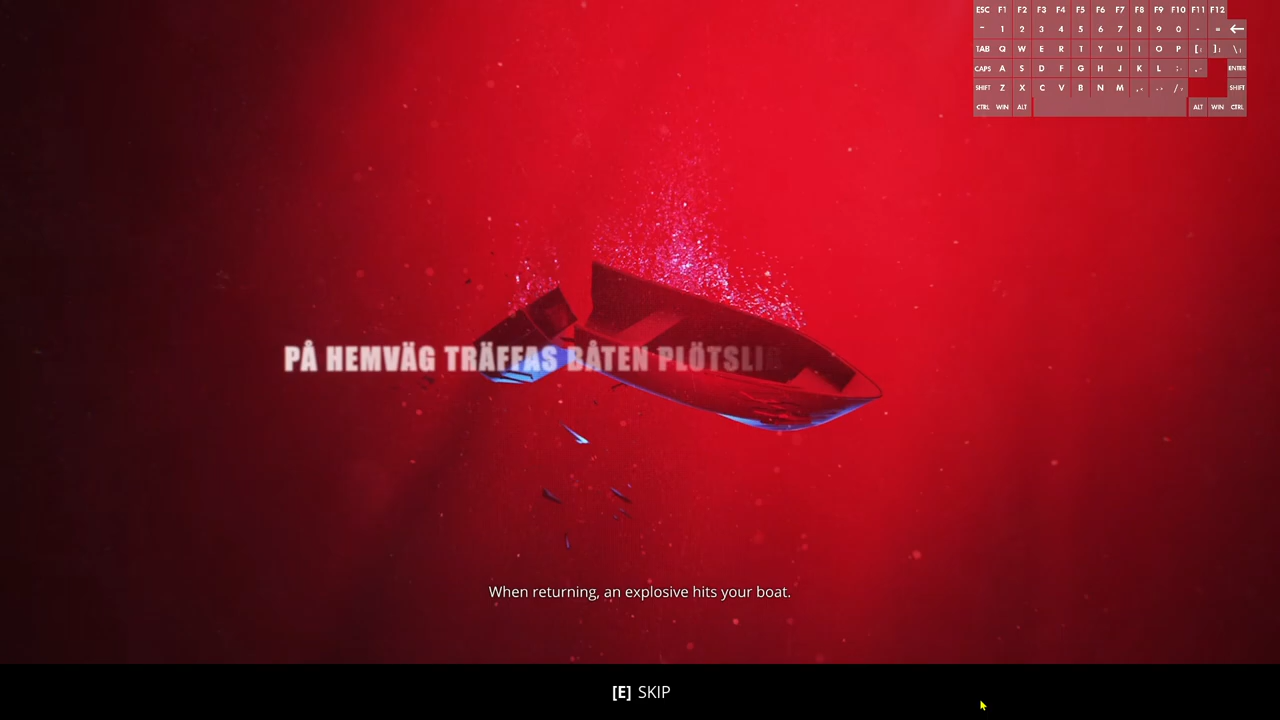 ESC F1 F2 F3 F4 F5 F6 F7 F8 F9 F10 F11 F12
~ 1 2 3 4 5 6 7 8 9 0 - = ←
TAB Q W E R T Y U I O P [ ] \
CAPS A S D F G H J K L ; ENTER
SHIFT Z X C V B N M , . / SHIFT
CTRL WIN ALT ALT WIN CTRL
PÅ HEMVÄG TRÄFFAS BÅTEN PLÖTSLI
When returning, an explosive hits your boat.
[E] SKIP